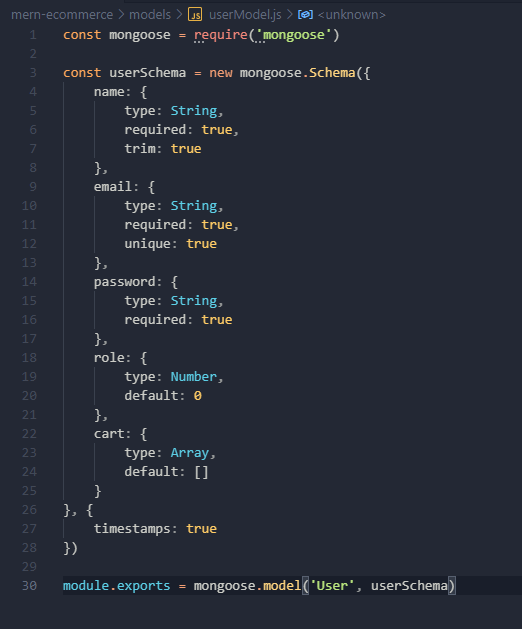 mern-ecommerce > models > JS userModel.js > <unknown>
1 const mongoose = require('mongoose')
2
3 const userSchema = new mongoose.Schema({
4     name: {
5         type: String,
6         required: true,
7         trim: true
8     },
9     email: {
10         type: String,
11         required: true,
12         unique: true
13     },
14     password: {
15         type: String,
16         required: true
17     },
18     role: {
19         type: Number,
20         default: 0
21     },
22     cart: {
23         type: Array,
24         default: []
25     }
26 }, {
27     timestamps: true
28 })
29
30 module.exports = mongoose.model('User', userSchema)